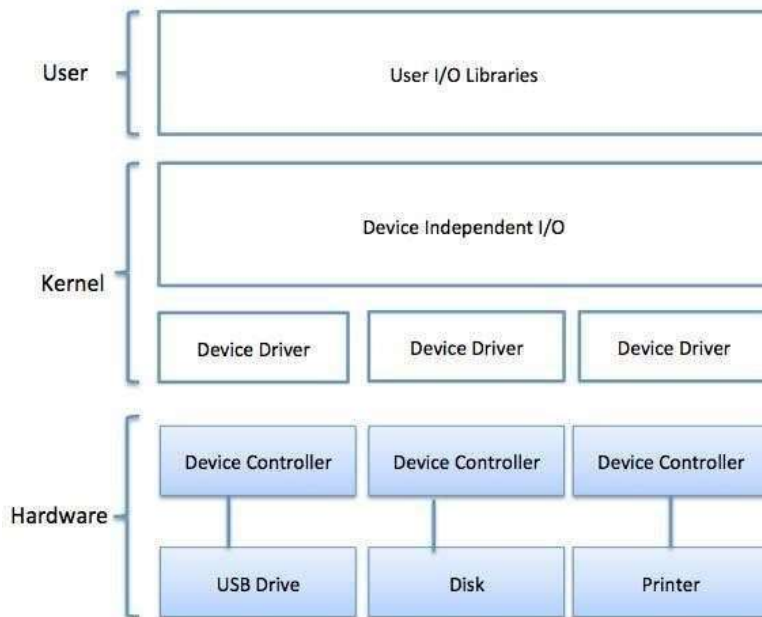 User
User I/O Libraries
Kernel
Device Independent I/O
Device Driver
Device Driver
Device Driver
Hardware
Device Controller
Device Controller
Device Controller
USB Drive
Disk
Printer